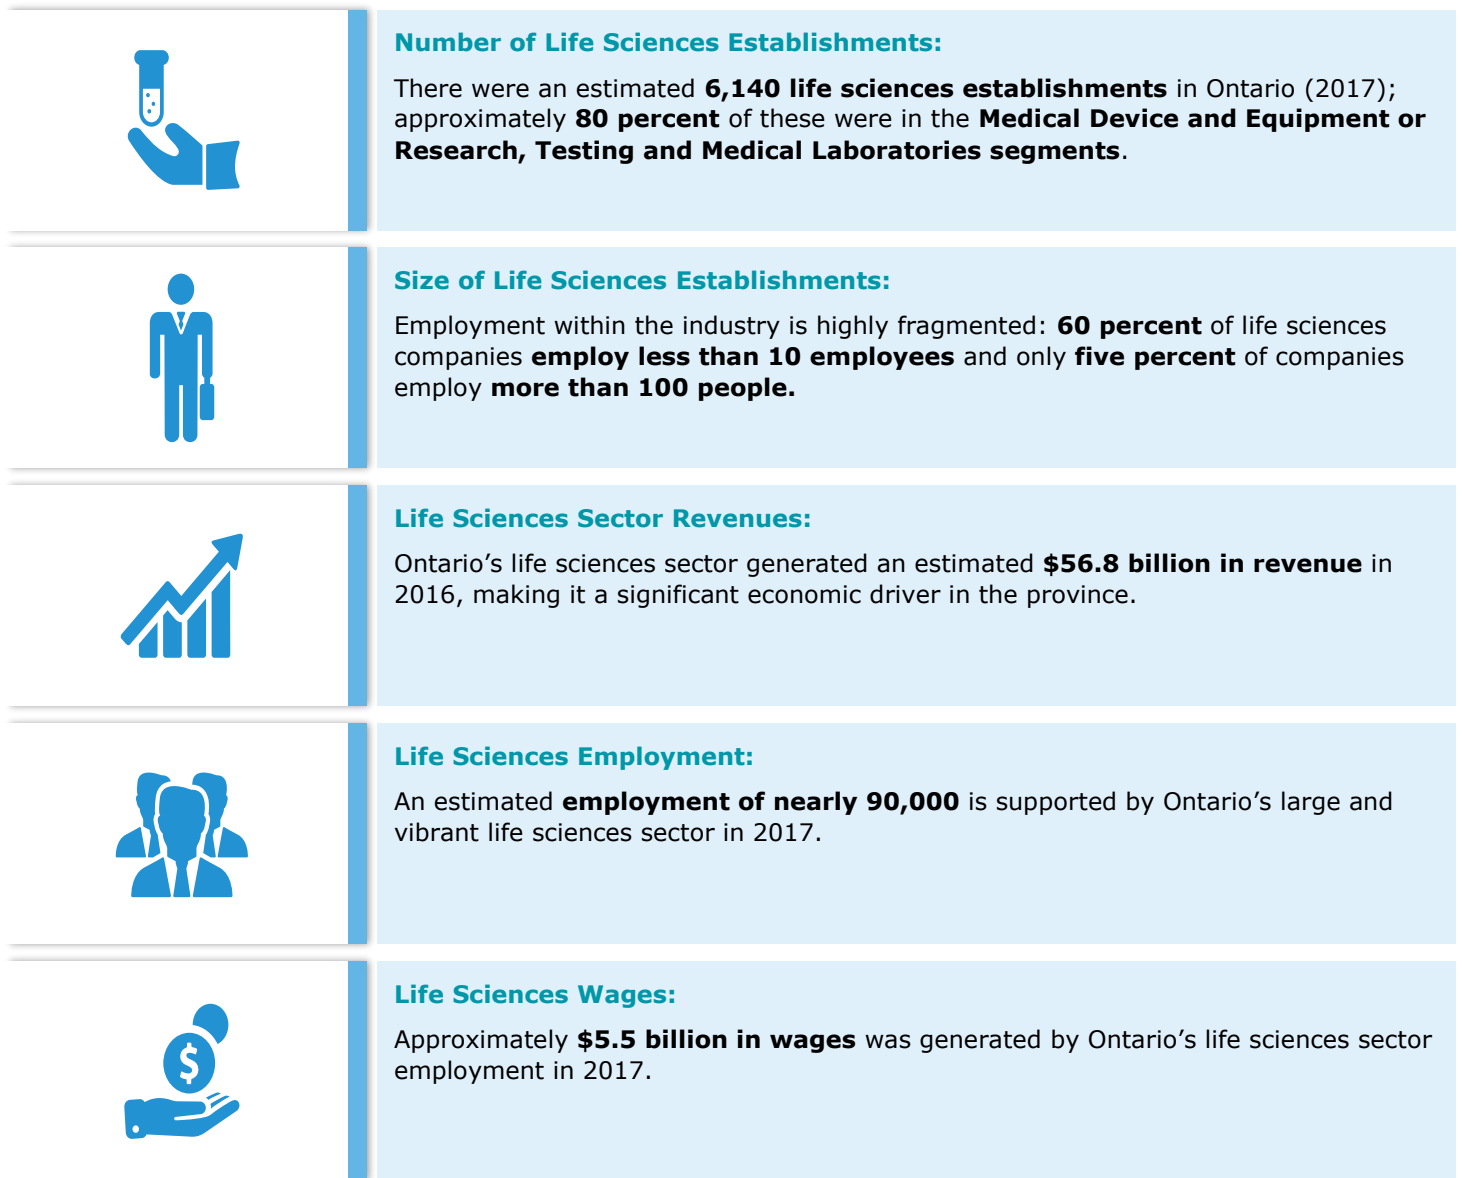 Number of Life Sciences Establishments:
There were an estimated 6,140 life sciences establishments in Ontario (2017);
approximately 80 percent of these were in the Medical Device and Equipment or
Research, Testing and Medical Laboratories segments.
Size of Life Sciences Establishments:
Employment within the industry is highly fragmented: 60 percent of life sciences
companies employ less than 10 employees and only five percent of companies
employ more than 100 people.
Life Sciences Sector Revenues:
Ontario’s life sciences sector generated an estimated $56.8 billion in revenue in
2016, making it a significant economic driver in the province.
Life Sciences Employment:
An estimated employment of nearly 90,000 is supported by Ontario’s large and
vibrant life sciences sector in 2017.
$
Life Sciences Wages:
Approximately $5.5 billion in wages was generated by Ontario’s life sciences sector
employment in 2017.